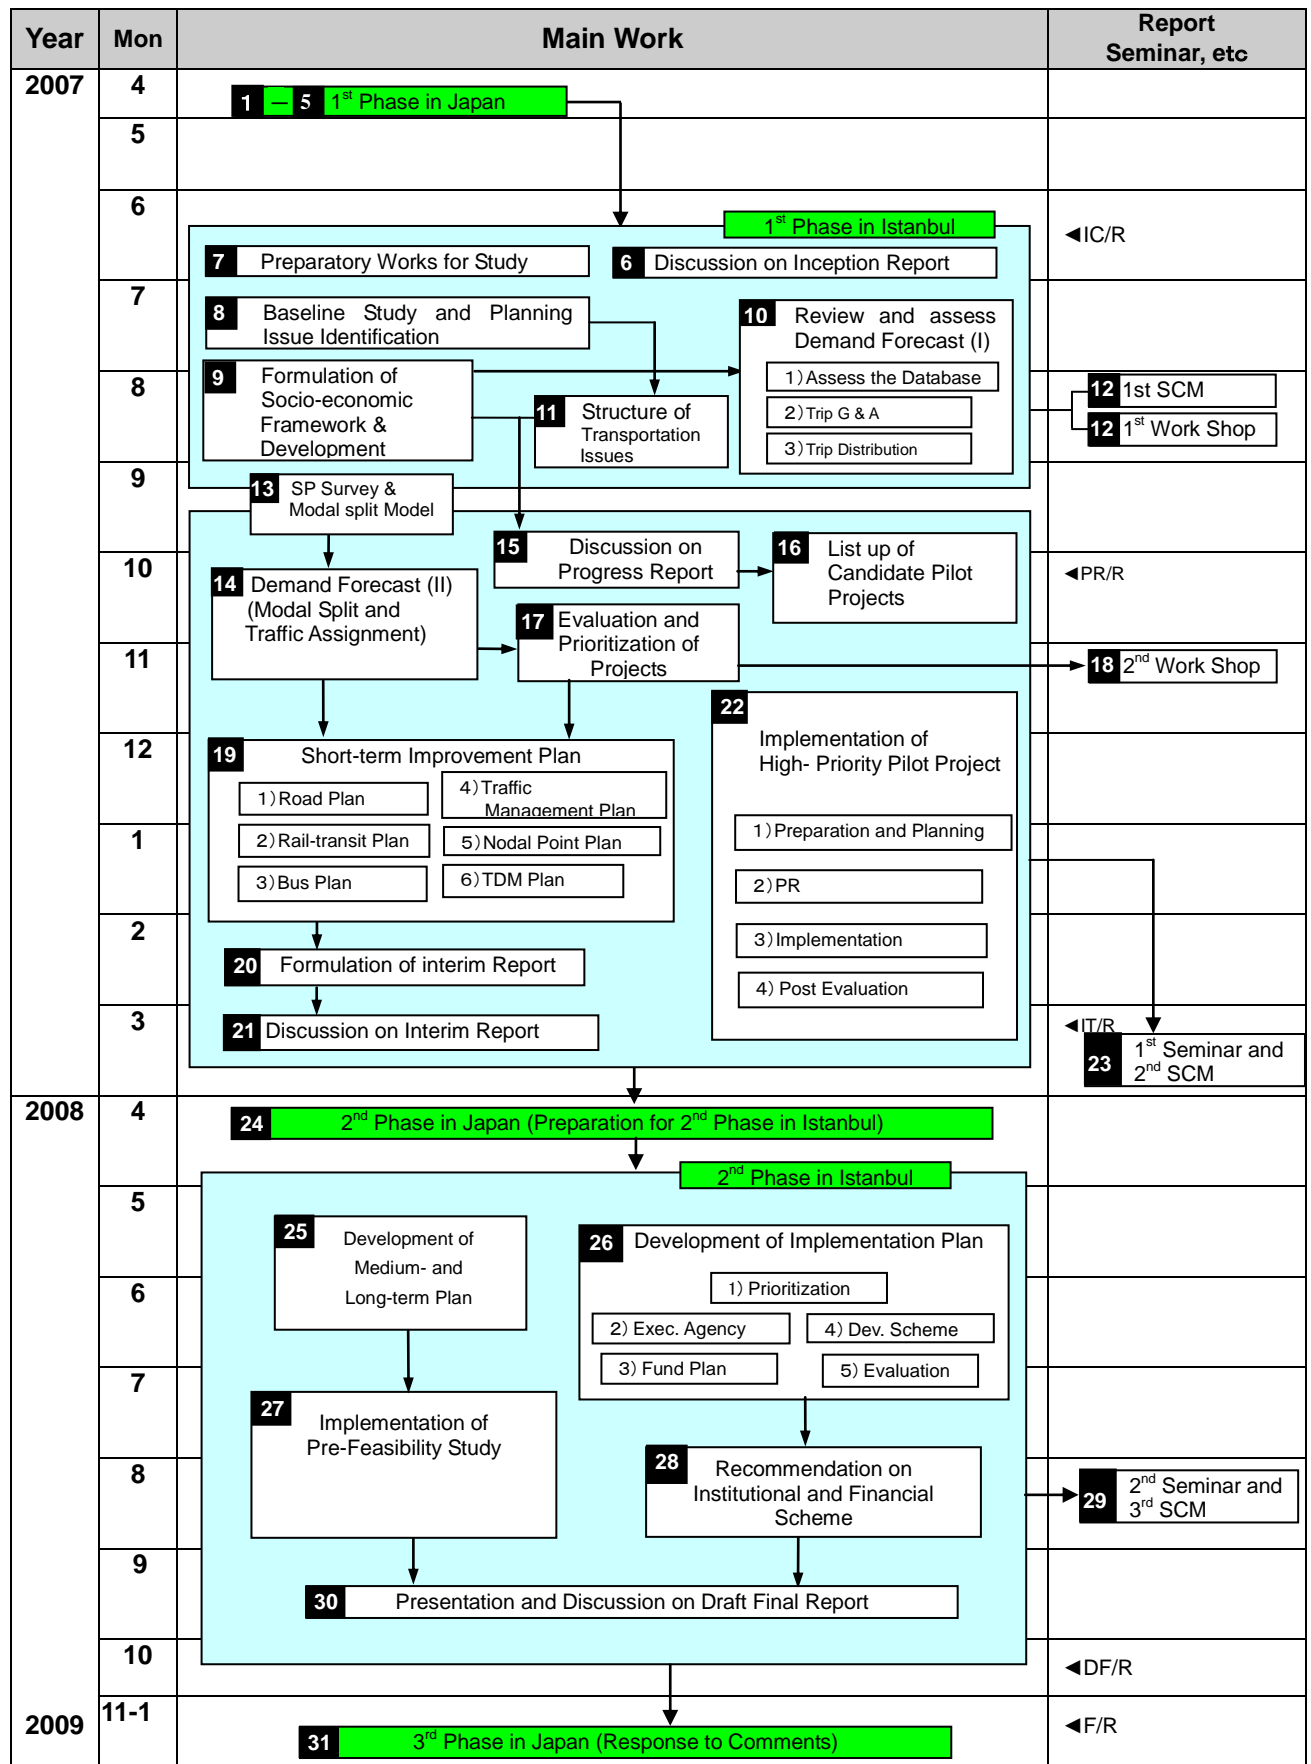 Year
Mon
Main Work
Report
Seminar, etc
2007
4
1 － 5 1st Phase in Japan
5
6
1st Phase in Istanbul
◄IC/R
7 Preparatory Works for Study
6 Discussion on Inception Report
7
8 Baseline Study and Planning
Issue Identification
10 Review and assess
Demand Forecast (I)
1) Assess the Database
2) Trip G & A
3) Trip Distribution
8
9 Formulation of
Socio-economic
Framework &
Development
11 Structure of
Transportation
Issues
12 1st SCM
12 1st Work Shop
9
13 SP Survey &
Modal split Model
15 Discussion on
Progress Report
16 List up of
Candidate Pilot
Projects
10
◄PR/R
14 Demand Forecast (II)
(Modal Split and
Traffic Assignment)
17 Evaluation and
Prioritization of
Projects
11
18 2nd Work Shop
22
Implementation of
High- Priority Pilot Project
1) Preparation and Planning
2) PR
3) Implementation
4) Post Evaluation
12
19 Short-term Improvement Plan
1) Road Plan
2) Rail-transit Plan
3) Bus Plan
4) Traffic
Management Plan
5) Nodal Point Plan
6) TDM Plan
1
2
20 Formulation of interim Report
3
21 Discussion on Interim Report
◄IT/R
23 1st Seminar and
2nd SCM
2008
4
24 2nd Phase in Japan (Preparation for 2nd Phase in Istanbul)
2nd Phase in Istanbul
5
25 Development of
Medium- and
Long-term Plan
26 Development of Implementation Plan
1) Prioritization
2) Exec. Agency
3) Fund Plan
4) Dev. Scheme
5) Evaluation
6
7
27 Implementation of
Pre-Feasibility Study
8
28 Recommendation on
Institutional and Financial
Scheme
29 2nd Seminar and
3rd SCM
9
30 Presentation and Discussion on Draft Final Report
10
◄DF/R
11-1
2009
◄F/R
31 3rd Phase in Japan (Response to Comments)